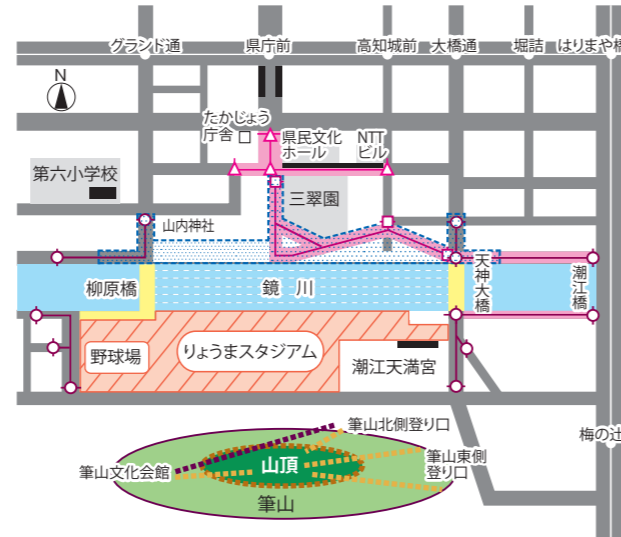 グランド通
県庁前
高知城前
大橋通
堀詰
はりまや橋
N
たかじょう
庁舎
県民文化
ホール
NTT
ビル
第六小学校
三翠園
山内神社
柳原橋
鏡川
天神大橋
潮江橋
野球場
りょうまスタジアム
潮江天満宮
筆山北側登り口
梅の辻
山頂
筆山東側
登り口
筆山文化会館
筆山